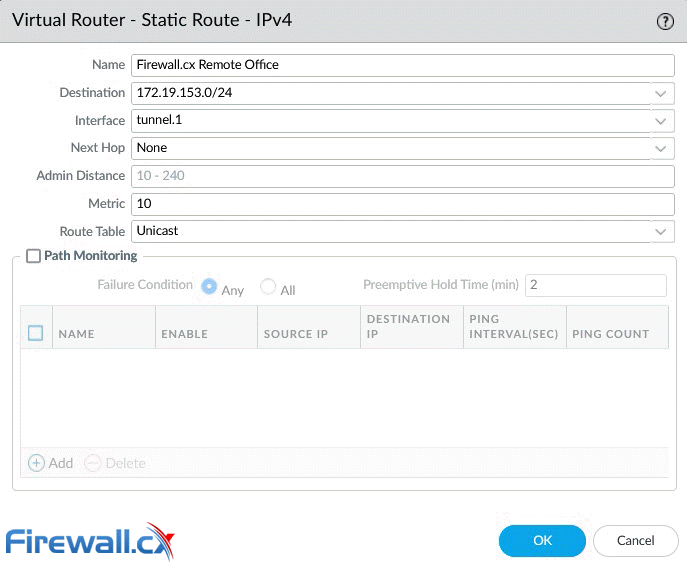 Virtual Router - Static Route - IPv4
?
Name Firewall.cx Remote Office
Destination 172.19.153.0/24
Interface tunnel.1
Next Hop None
Admin Distance 10 - 240
Metric 10
Route Table Unicast
Path Monitoring
Failure Condition Any All Preemptive Hold Time (min) 2
NAME ENABLE SOURCE IP DESTINATION IP PING INTERVAL(SEC) PING COUNT
Add Delete
Firewall.cx OK Cancel